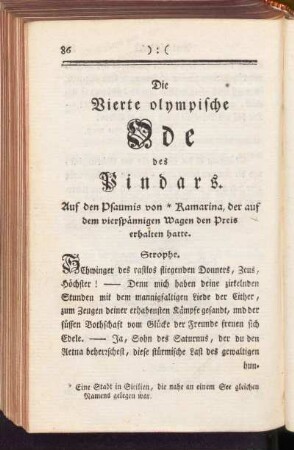 86 ):(
Die *
Vierte olympische
Ode
des
Pindars.
Auf den Psaumis von * Kamarina, der auf
dem vierspännigen Wagen den Preis
erhalten hatte.
Strophe.
Schwinger des rastlos fliegenden Donners, Zeus,
Höchster! — Denn mich haben deine zirkelnden
Stunden mit dem mannigfaltigen Liede der Cither,
zum Zeugen deiner erhabensten Kämpfe gesandt, und der
süssen Bothschaft vom Glücke der Freunde freuen sich
Edele. — Ja, Sohn des Saturnus, der du den
Aetna beherrschest, diese stürmische Last des gewaltigen
hun-
* Eine Stadt in Sicilien, die nahe an einem See gleichen
Namens gelegen war.